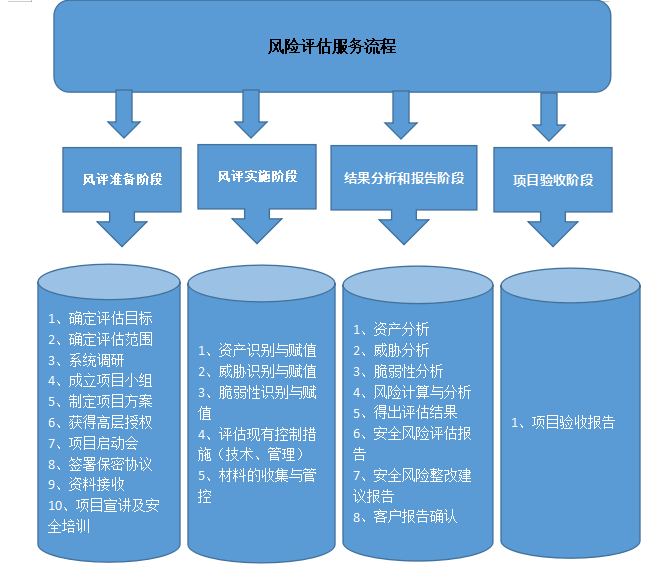 风险评估服务流程
风评准备阶段
风评实施阶段
结果分析和报告阶段
项目验收阶段
1、确定评估目标
2、确定评估范围
3、系统调研
4、成立项目小组
5、制定项目方案
6、获得高层授权
7、项目启动会
8、签署保密协议
9、资料接收
10、项目宣讲及安
全培训
1、资产识别与赋值
2、威胁识别与赋值
3、脆弱性识别与赋
值
4、评估现有控制措
施（技术、管理）
5、材料的收集与管
控
1、资产分析
2、威胁分析
3、脆弱性分析
4、风险计算与分析
5、得出评估结果
6、安全风险评估报
告
7、安全风险整改建
议报告
8、客户报告确认
1、项目验收报告